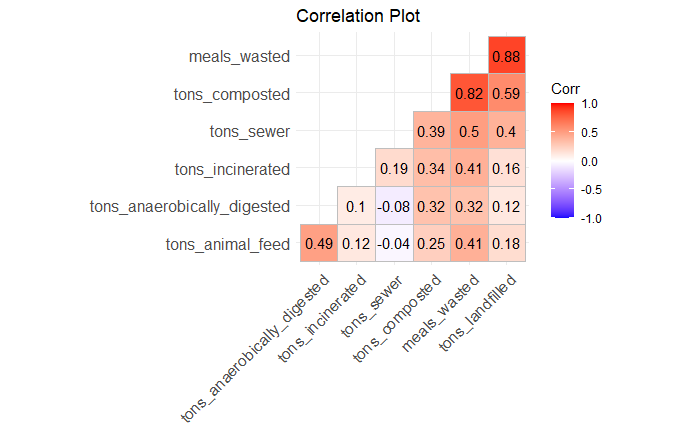 Correlation Plot
meals_wasted 0.88
tons_composted 0.82 0.59
tons_sewer 0.39 0.5 0.4
tons_incinerated 0.19 0.34 0.41 0.16
tons_anaerobically_digested 0.1 -0.08 0.32 0.32 0.12
tons_animal_feed 0.49 0.12 -0.04 0.25 0.41 0.18
tons_anaerobically_digested
tons_incinerated
tons_sewer
tons_composted
meals_wasted
tons_landfilled
Corr
1.0
0.5
0.0
-0.5
-1.0